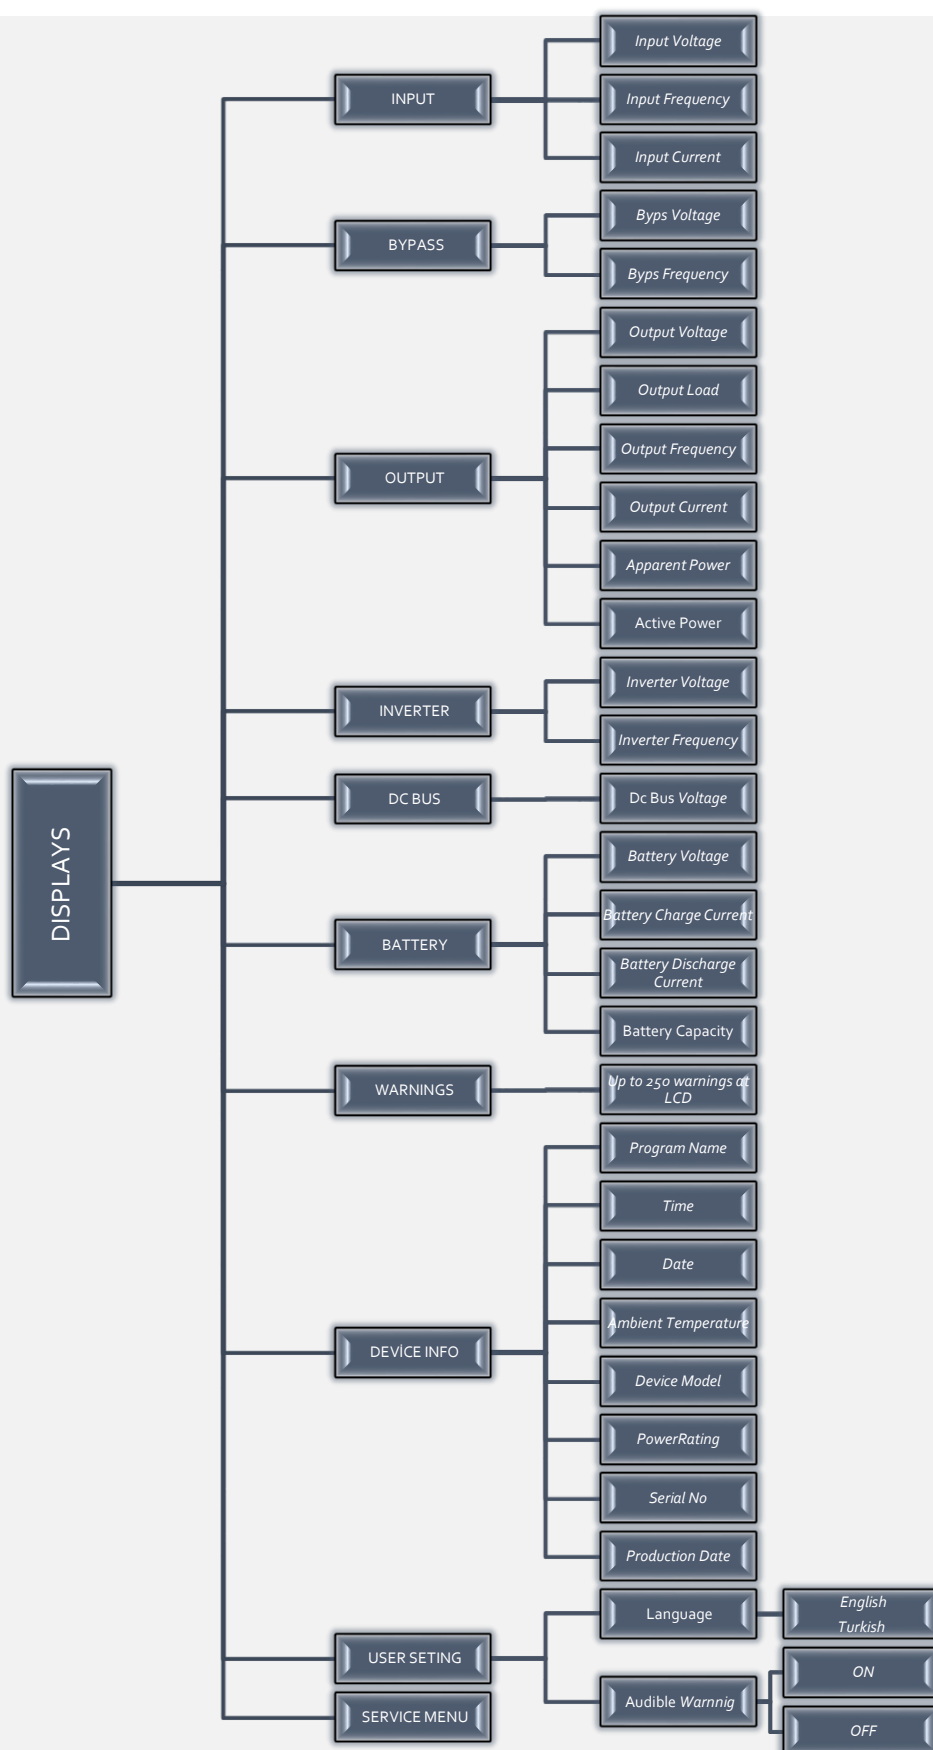 DISPLAYS
INPUT
Input Voltage
Input Frequency
Input Current
BYPASS
Byps Voltage
Byps Frequency
OUTPUT
Output Voltage
Output Load
Output Frequency
Output Current
Apparent Power
Active Power
INVERTER
Inverter Voltage
Inverter Frequency
DC BUS
Dc Bus Voltage
BATTERY
Battery Voltage
Battery Charge Current
Battery Discharge
Current
Battery Capacity
WARNINGS
Up to 250 warnings at
LCD
DEVİCE INFO
Program Name
Time
Date
Ambient Temperature
Device Model
PowerRating
Serial No
Production Date
USER SETING
Language
English
Turkish
Audible Warnnig
ON
OFF
SERVICE MENU